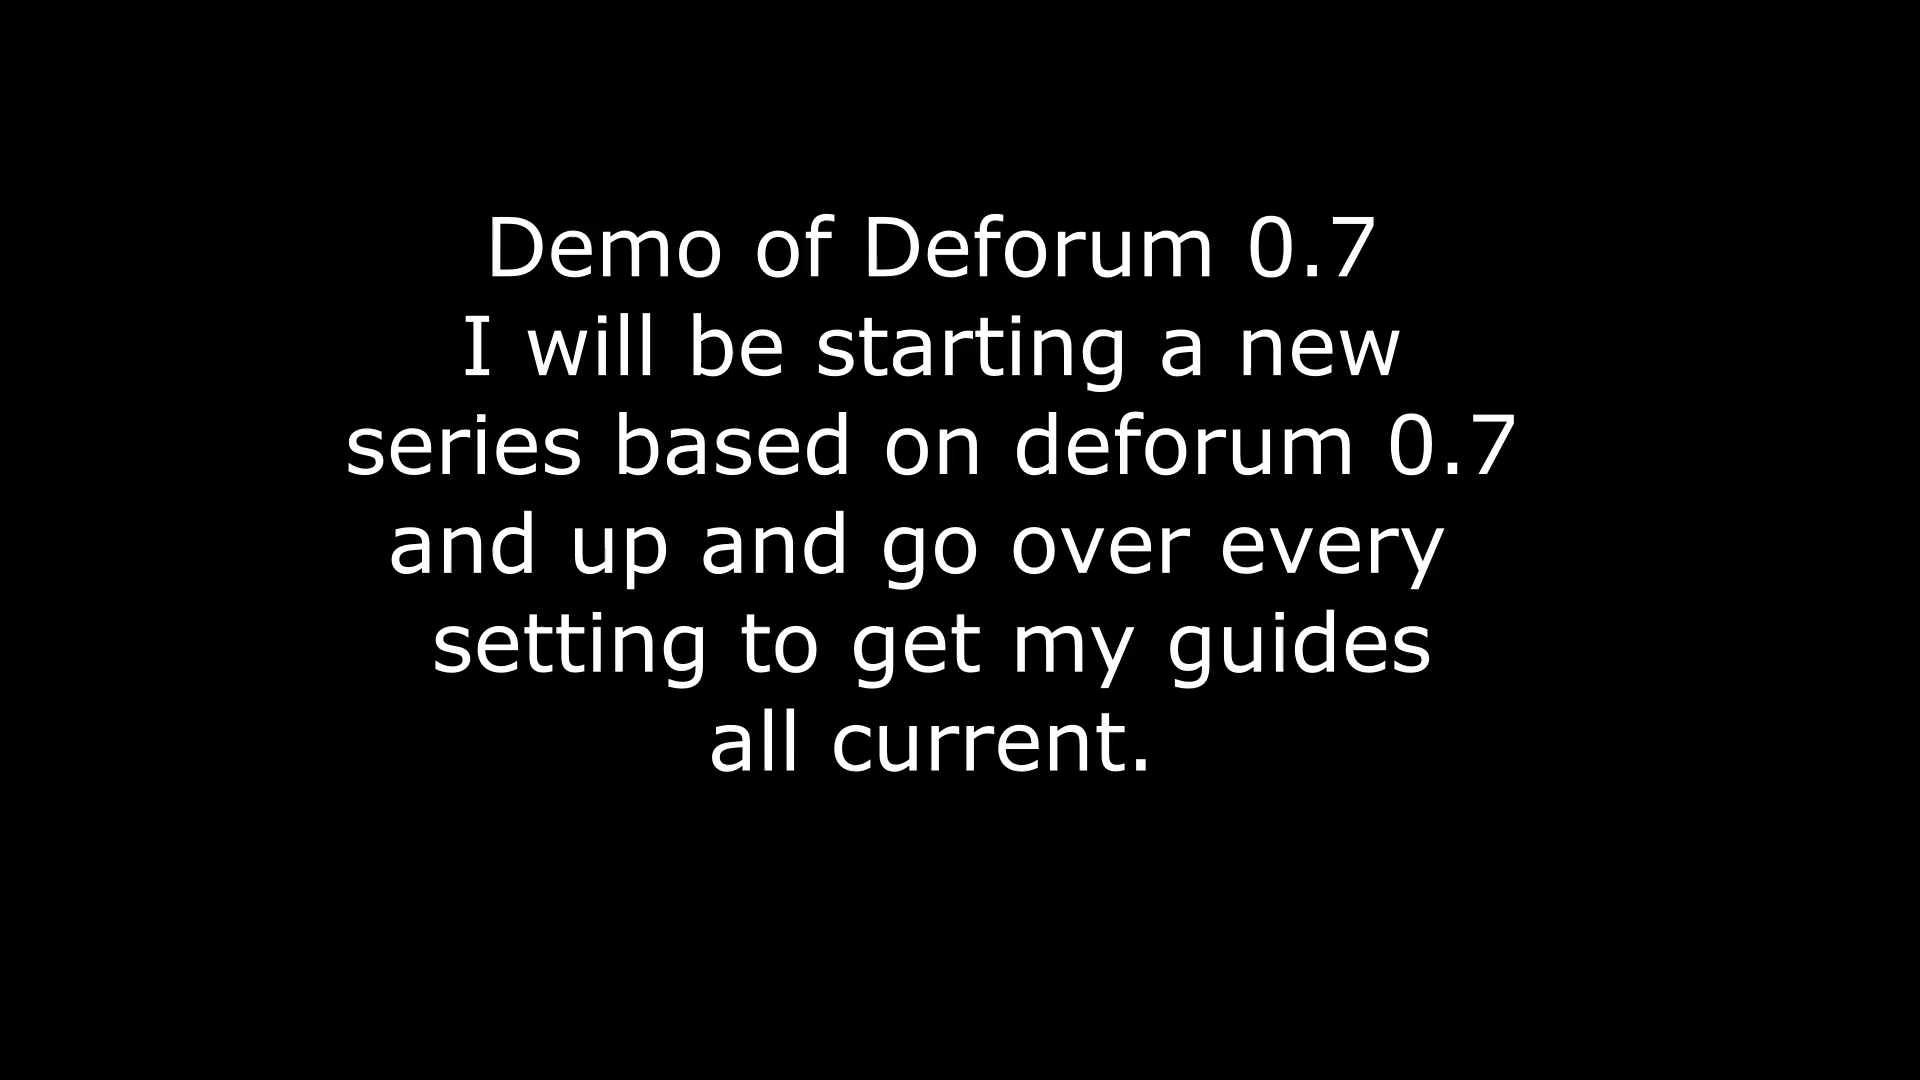 Demo of Deforum 0.7
I will be starting a new
series based on deforum 0.7
and up and go over every
setting to get my guides
all current.